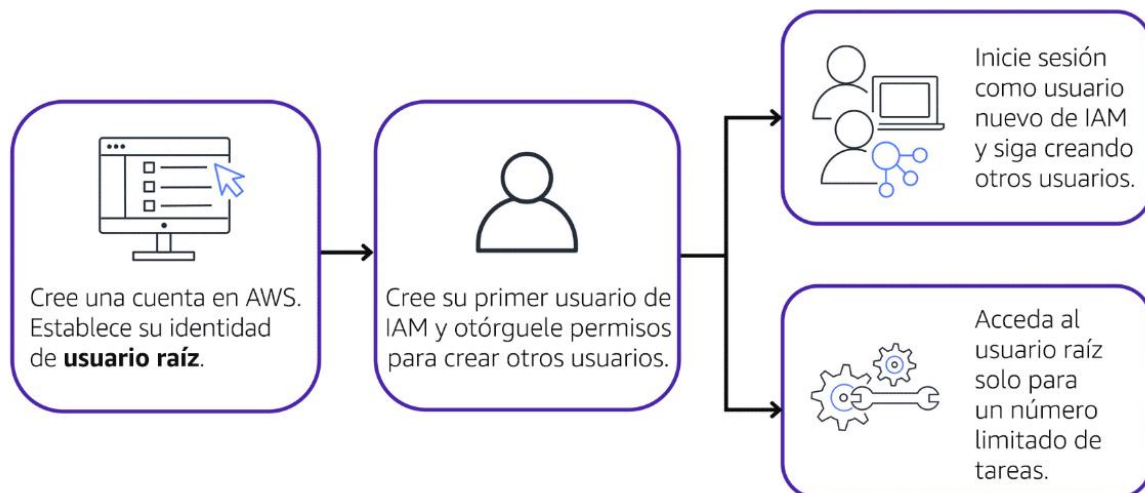 Cree una cuenta en AWS.
Establece su identidad
de usuario raíz.
Cree su primer usuario de
IAM y otórguele permisos
para crear otros usuarios.
Inicie sesión
como usuario
nuevo de IAM
y siga creando
otros usuarios.
Acceda al
usuario raíz
solo para
un número
limitado de
tareas.